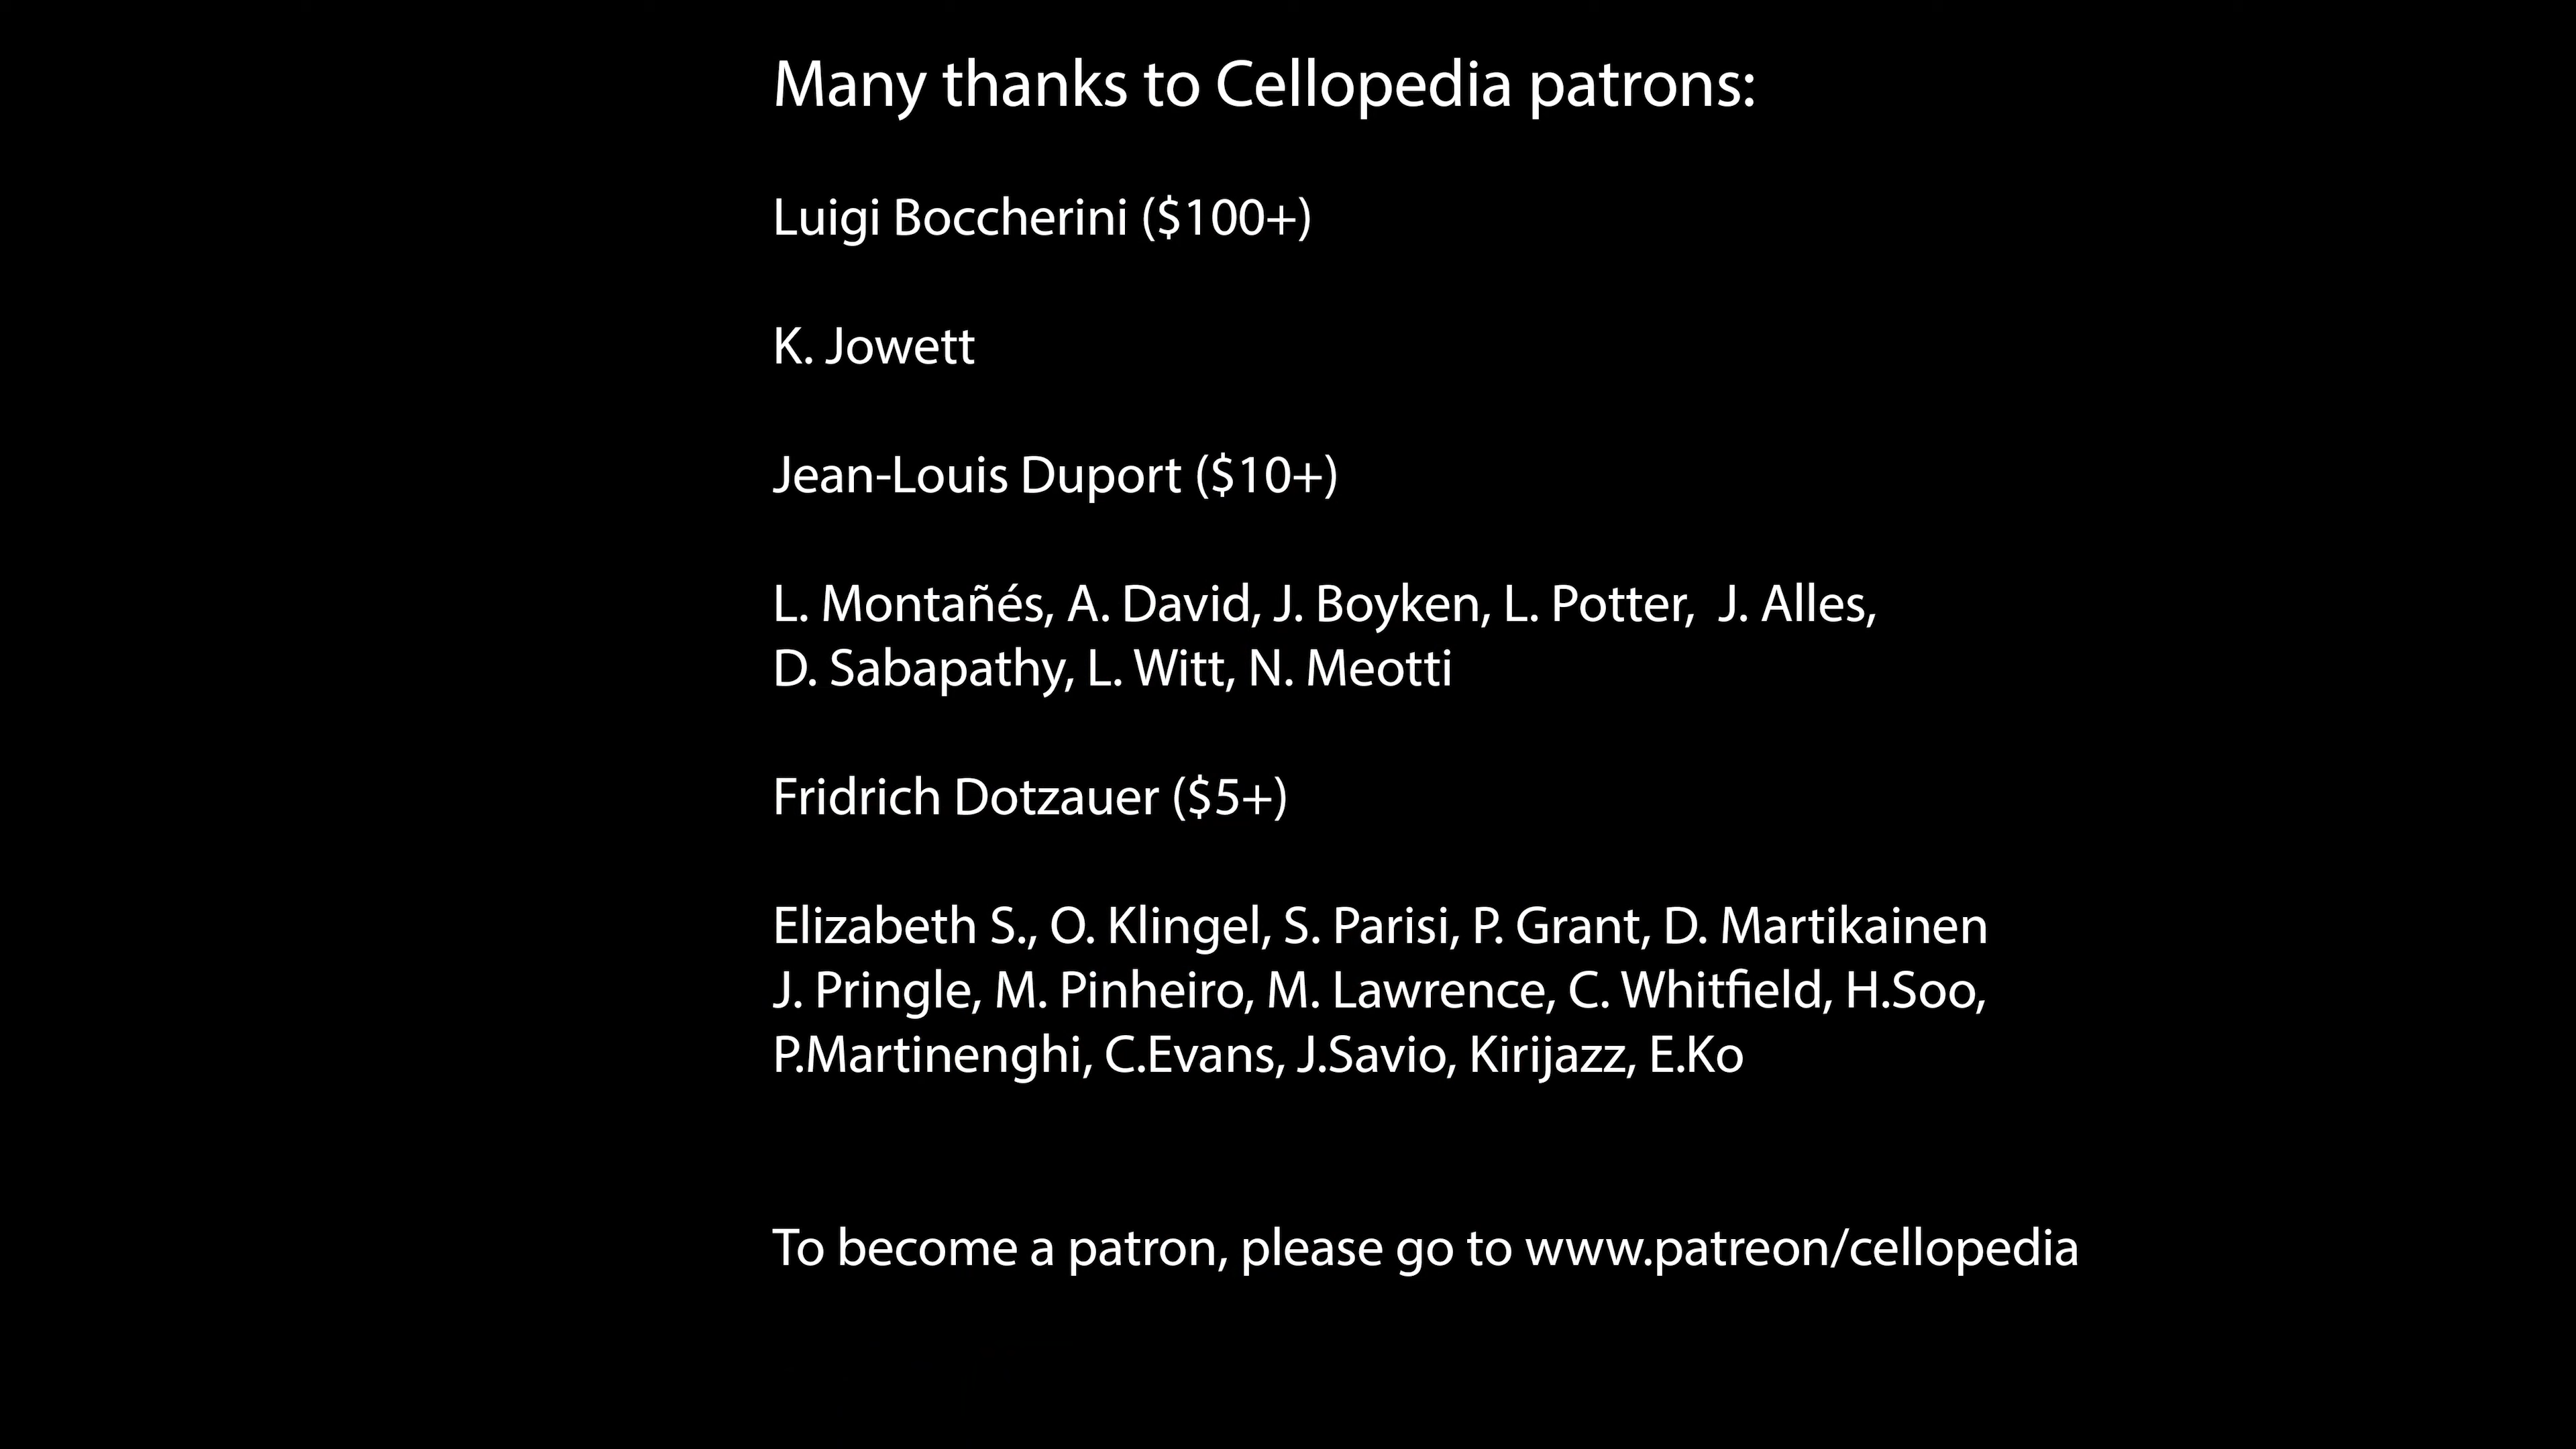 Many thanks to Cellopedia patrons:
Luigi Boccherini ($100+)
K. Jowett
Jean-Louis Duport ($10+)
L. Montañés, A. David, J. Boyken, L. Potter,  J. Alles,
D. Sabapathy, L. Witt, N. Meotti
Fridrich Dotzauer ($5+)
Elizabeth S., O. Klingel, S. Parisi, P. Grant, D. Martikainen
J. Pringle, M. Pinheiro, M. Lawrence, C. Whitfield, H.Soo,
P.Martinenghi, C.Evans, J.Savio, Kirijazz, E.Ko
To become a patron, please go to www.patreon/cellopedia